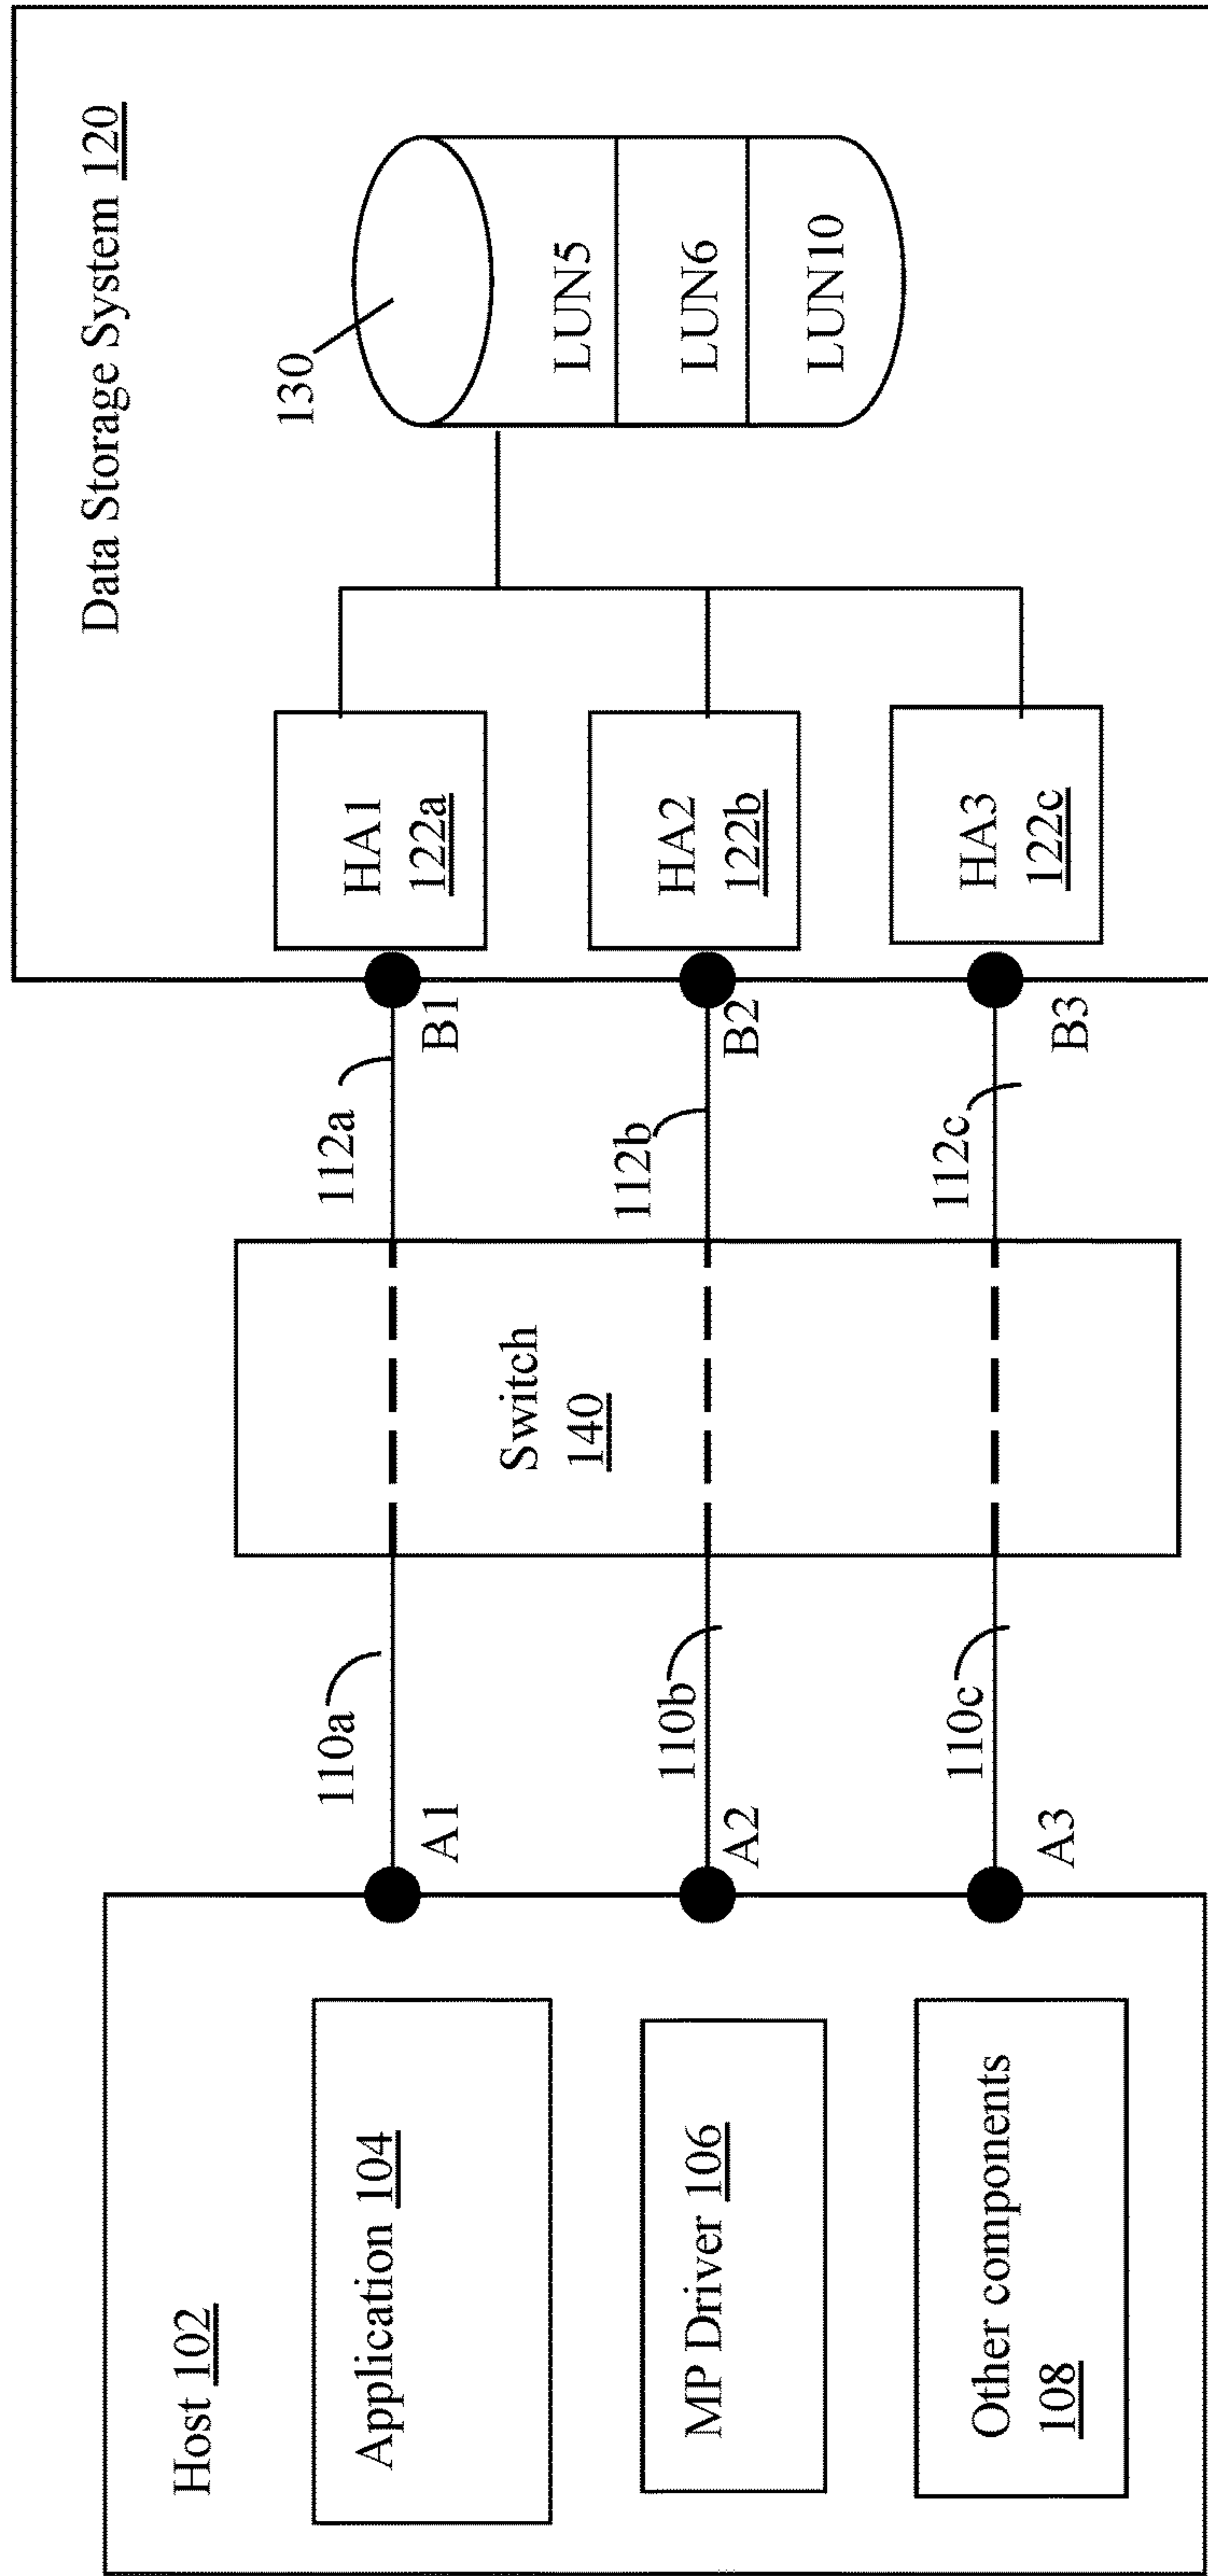 Host 102
Application 104
MP Driver 106
Other components
108
A1
A2
A3
110a
110b
110c
Switch
140
112a
112b
112c
B1
B2
B3
Data Storage System 120
HA1
122a
HA2
122b
HA3
122c
130
LUN5
LUN6
LUN10